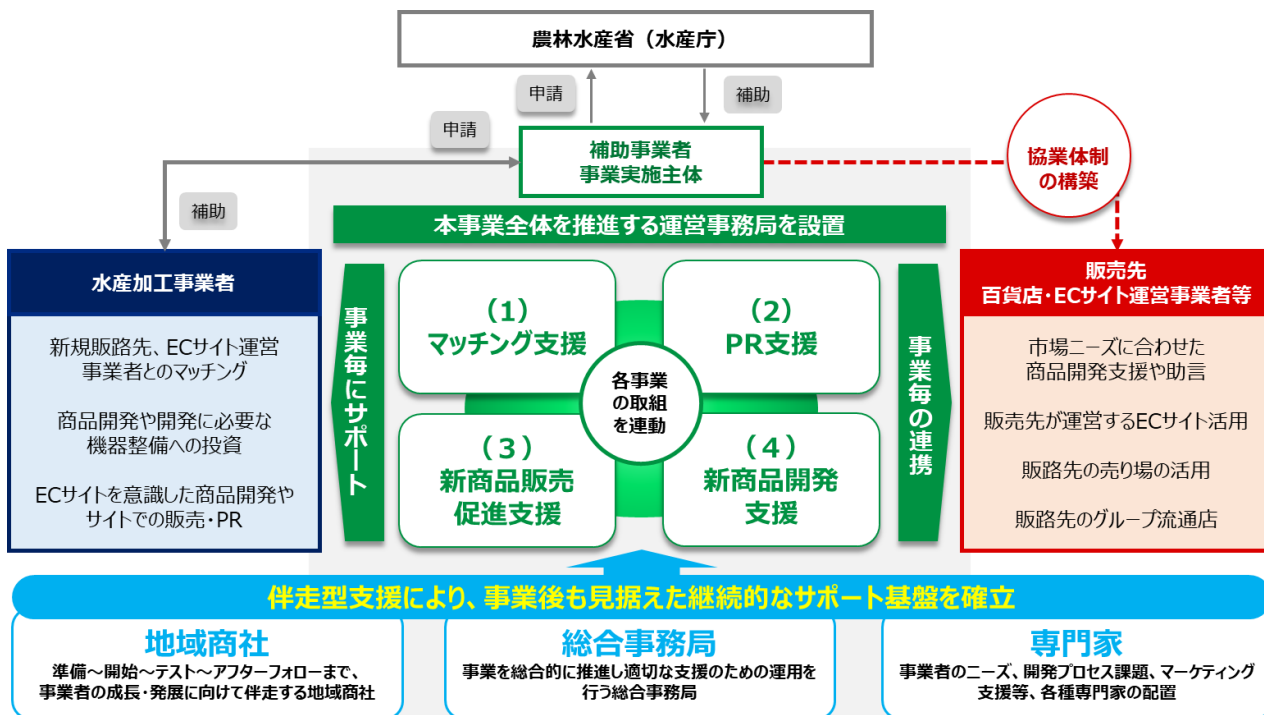 農林水産省（水産庁）
申請
補助
申請
補助事業者
事業実施主体
協業体制
の構築
補助
本事業全体を推進する運営事務局を設置
水産加工事業者
新規販路先、ECサイト運営
事業者とのマッチング
商品開発や開発に必要な
機器整備への投資
ECサイトを意識した商品開発や
サイトでの販売・PR
事業毎にサポート
（1）
マッチング支援
（2）
PR支援
各事業
の取組
を連動
（3）
新商品販売
促進支援
（4）
新商品開発
支援
事業毎の連携
販売先
百貨店・ECサイト運営事業者等
市場ニーズに合わせた
商品開発支援や助言
販売先が運営するECサイト活用
販路先の売り場の活用
販路先のグループ流通店
伴走型支援により、事業後も見据えた継続的なサポート基盤を確立
地域商社
準備～開始～テスト～アフターフォローまで、
事業者の成長・発展に向けて伴走する地域商社
総合事務局
事業を総合的に推進し適切な支援のための運用を
行う総合事務局
専門家
事業者のニーズ、開発プロセス課題、マーケティング
支援等、各種専門家の配置